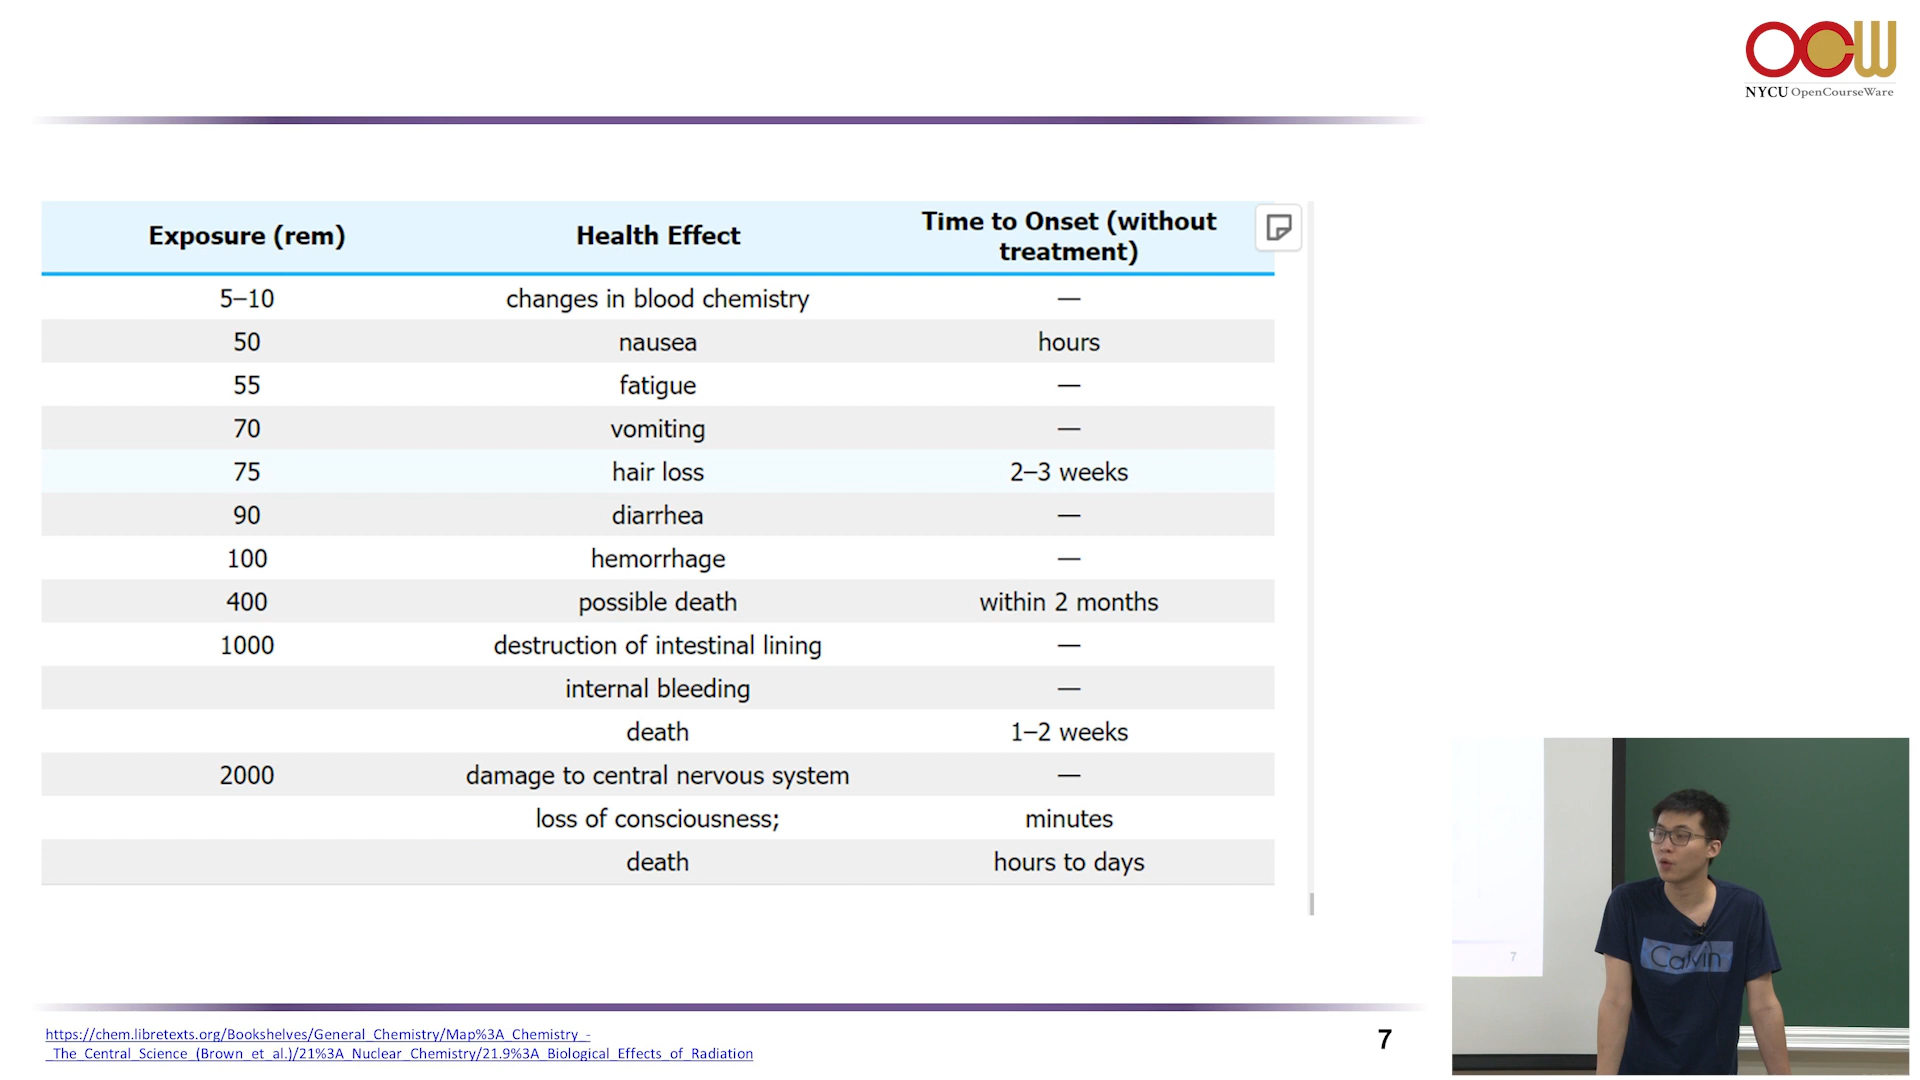 OCW
NYCU OpenCourseWare
Exposure (rem) Health Effect Time to Onset (without treatment)
5–10 changes in blood chemistry —
50 nausea hours
55 fatigue —
70 vomiting —
75 hair loss 2–3 weeks
90 diarrhea —
100 hemorrhage —
400 possible death within 2 months
1000 destruction of intestinal lining —
internal bleeding —
death 1–2 weeks
2000 damage to central nervous system —
loss of consciousness; minutes
death hours to days
https://chem.libretexts.org/Bookshelves/General_Chemistry/Map%3A_Chemistry_-
_The_Central_Science_(Brown_et_al.)/21%3A_Nuclear_Chemistry/21.9%3A_Biological_Effects_of_Radiation
7
7
Calvin